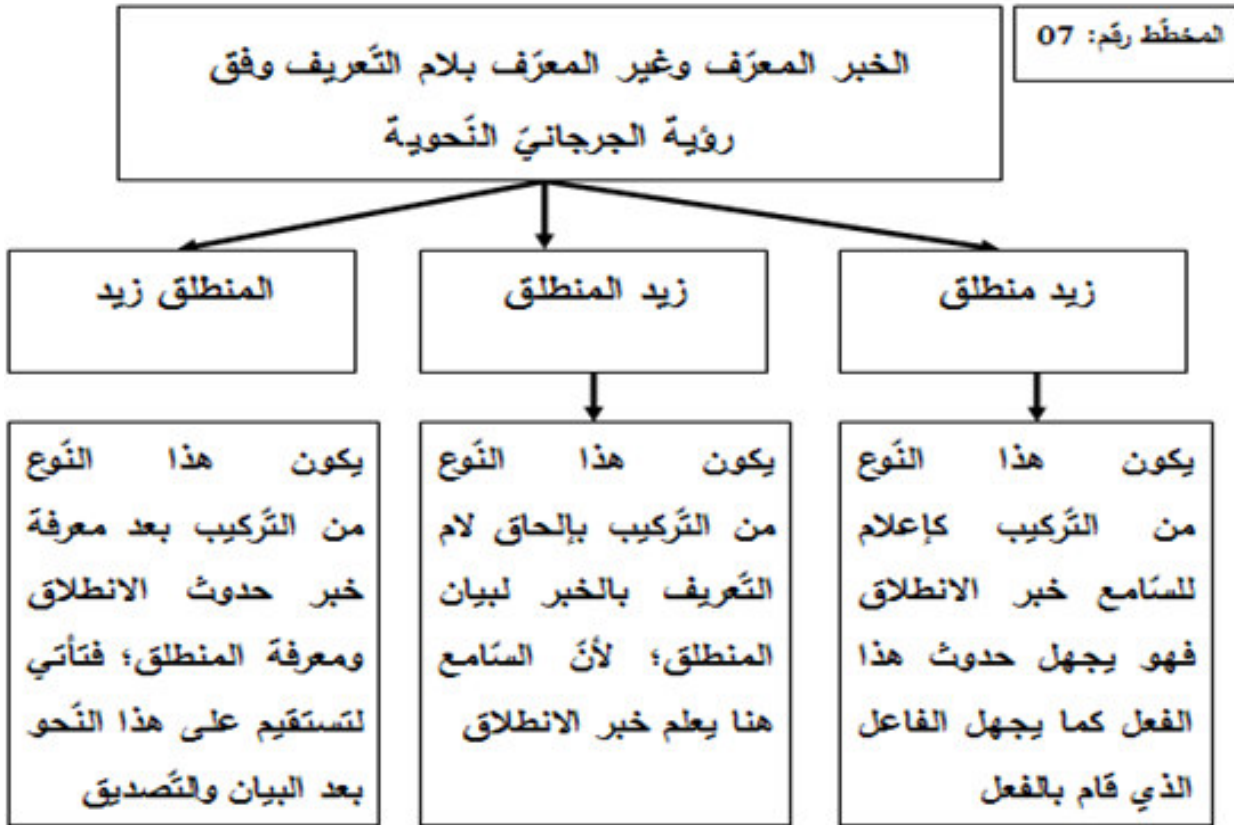 المخطّط رقم: 07
الخبر المعرّف وغير المعرّف بلام التّعريف وفق
رؤية الجرجانيّ النّحوية
زيد منطلق
زيد المنطلق
المنطلق زيد
يكون هذا النّوع
من التّركيب كإعلام
للسّامع خبر الانطلاق
فهو يجهل حدوث هذا
الفعل كما يجهل الفاعل
الذي قام بالفعل
يكون هذا النّوع
من التّركيب بإلحاق لام
التّعريف بالخبر لبيان
المنطلق؛ لأنّ السّامع
هنا يعلم خبر الانطلاق
يكون هذا النّوع
من التّركيب بعد معرفة
خبر حدوث الانطلاق
ومعرفة المنطلق؛ فتأتي
لتستقيم على هذا النّحو
بعد البيان والتّصديق